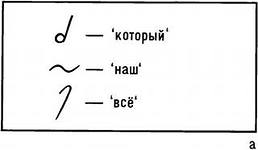 — 'который'
— 'наш'
— 'всё'
а